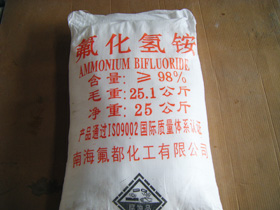 氟化氢铵
AMMONIUM BIFLUORIDE
含量: ≥ 98%
毛重: 25.1 公斤
净重: 25 公斤
产品通过ISO9002国际质量体系认证
南海氟都化工有限公司